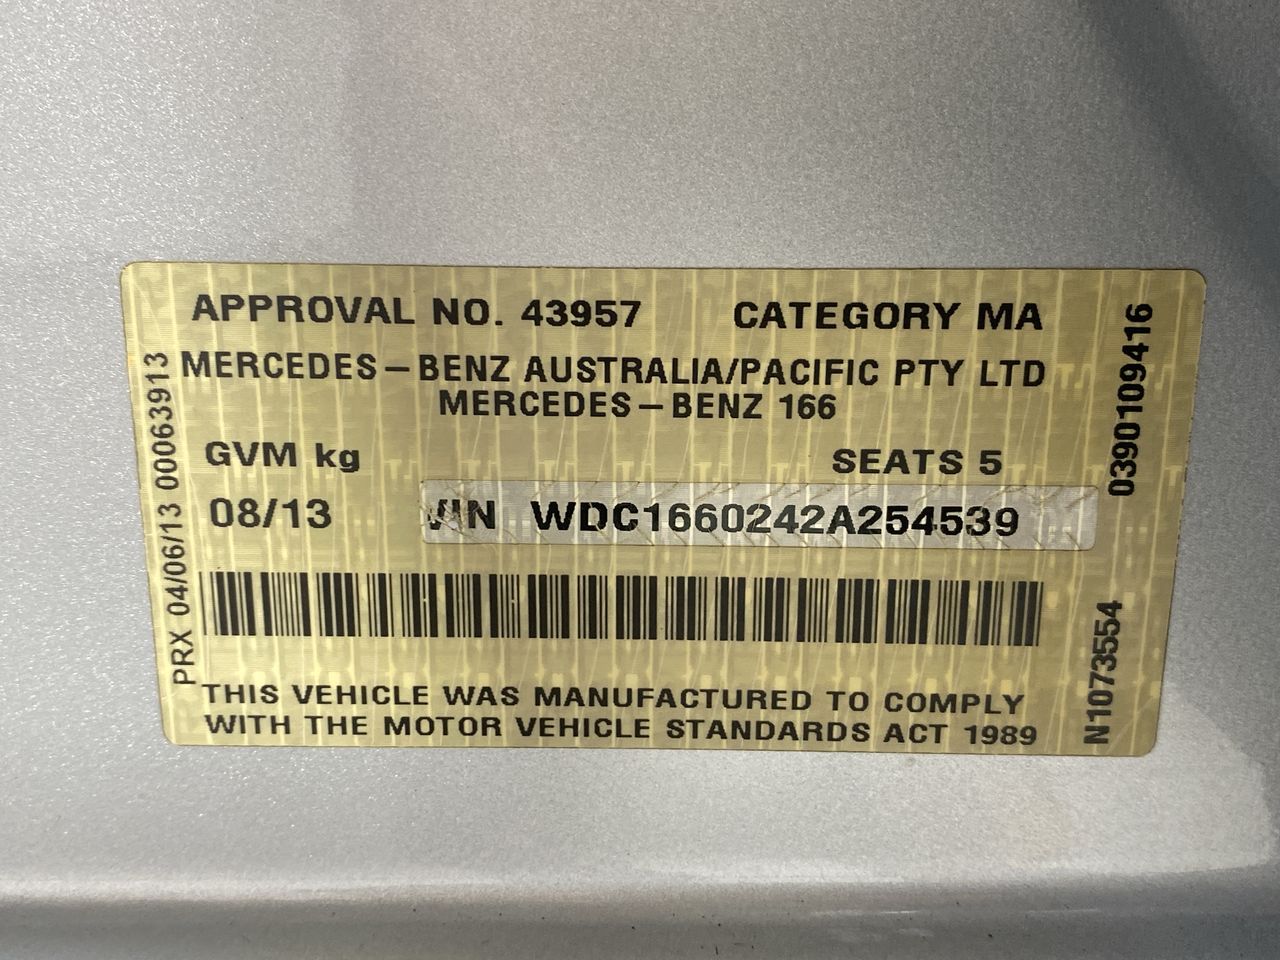 APPROVAL NO. 43957 CATEGORY MA
MERCEDES-BENZ AUSTRALIA/PACIFIC PTY LTD
MERCEDES-BENZ 166
GVM kg SEATS 5
08/13 VIN WDC1660242A254539
THIS VEHICLE WAS MANUFACTURED TO COMPLY
WITH THE MOTOR VEHICLE STANDARDS ACT 1989
PRX 04/06/13 00063913
0390109416
N1073554